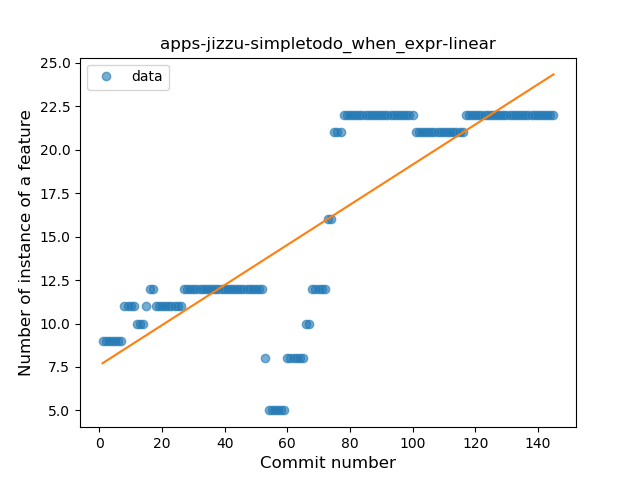 apps-jizzu-simpletodo_when_expr-linear
data
Number of instance of a feature
25.0
22.5
20.0
17.5
15.0
12.5
10.0
7.5
5.0
0 20 40 60 80 100 120 140
Commit number